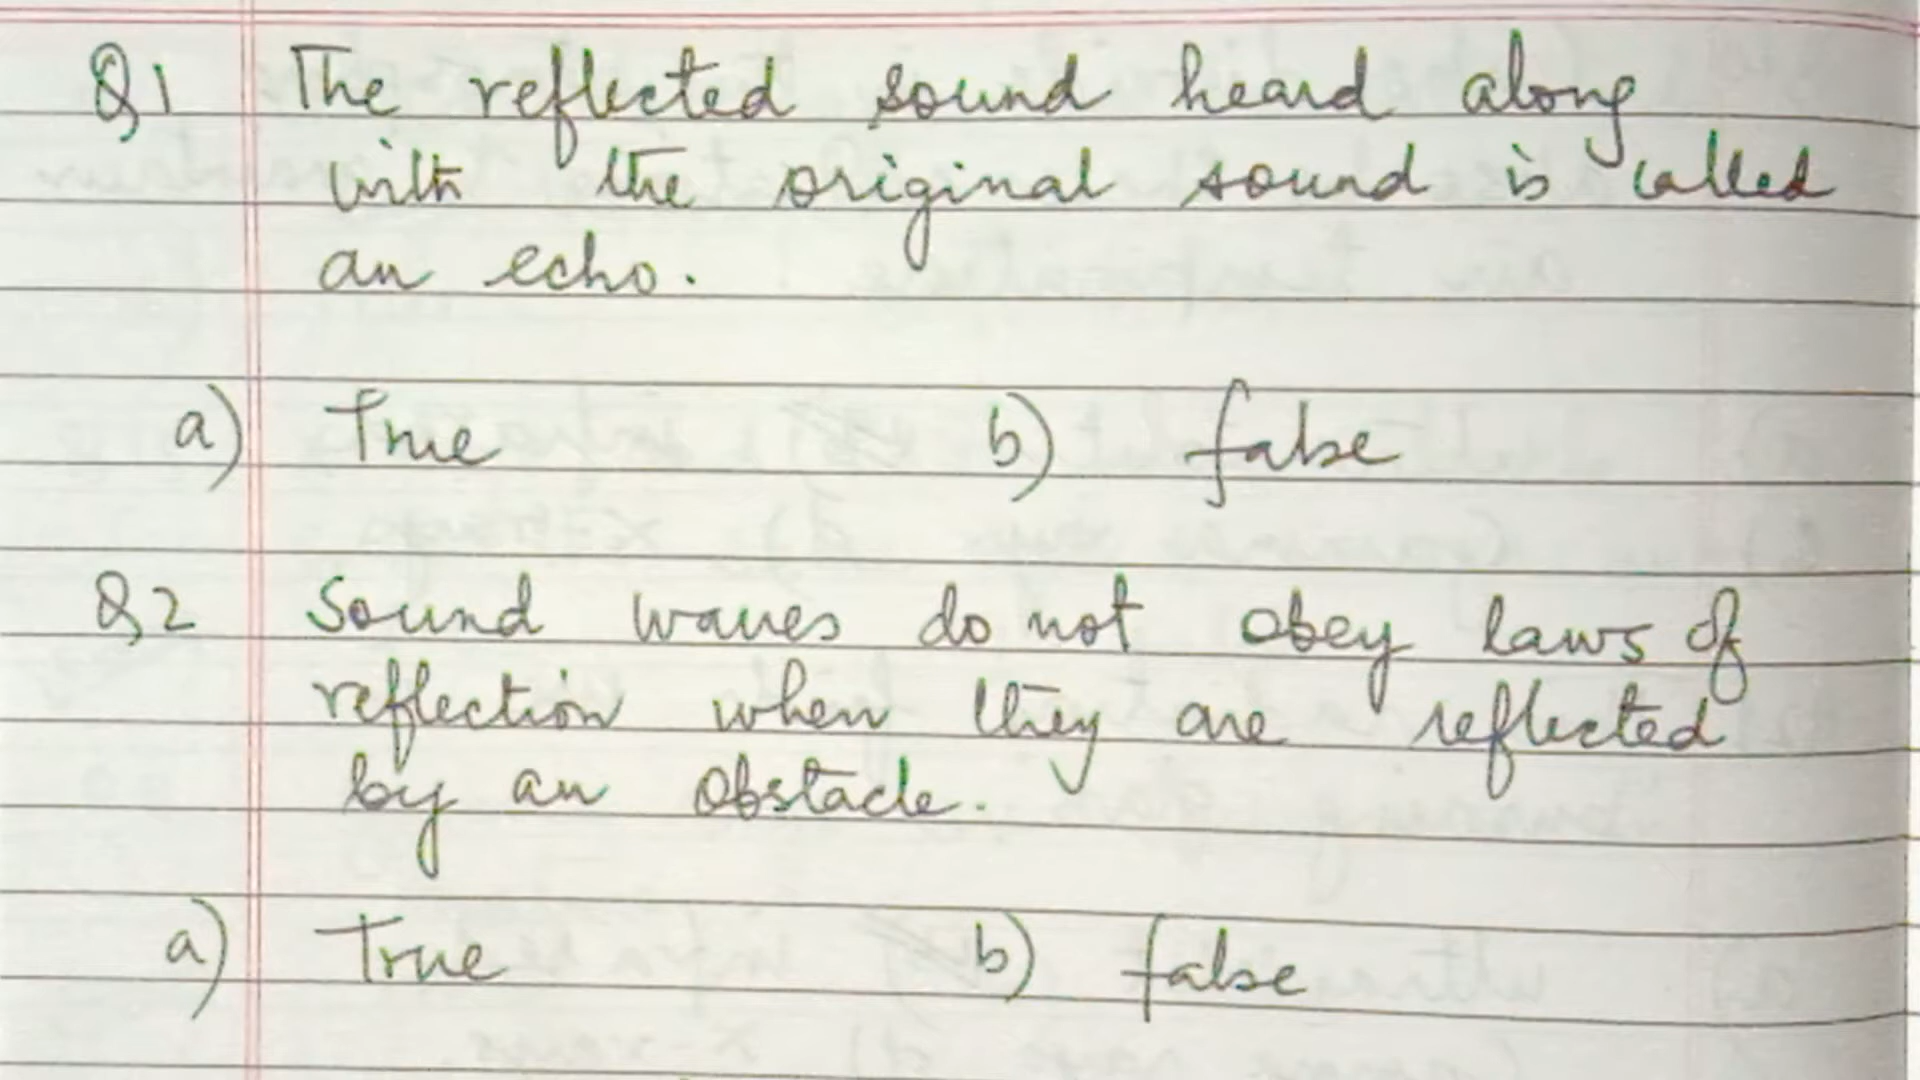 Q1 The reflected sound heard along
with the original sound is called
an echo.
a) True b) false
Q2 Sound waves do not obey laws of
reflection when they are reflected
by an obstacle.
a) True b) false